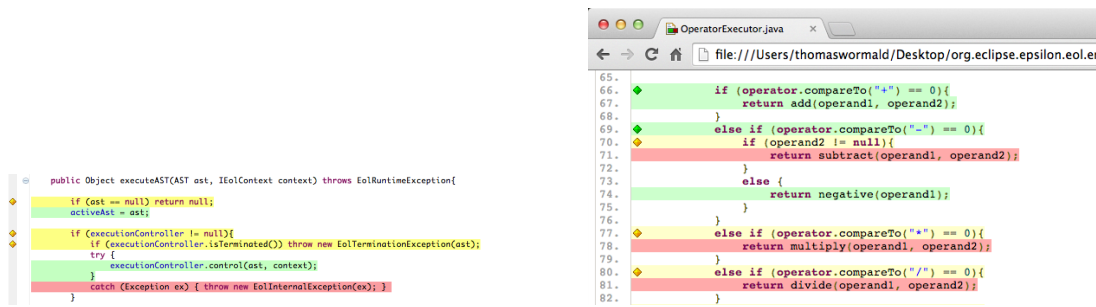 public Object executeAST(AST ast, IEolContext context) throws EolRuntimeException{
if (ast == null) return null;
activeAst = ast;
if (executionController != null){
if (executionController.isTerminated()) throw new EolTerminationException(ast);
try {
executionController.control(ast, context);
}
catch (Exception ex) { throw new EolInternalException(ex); }
}
OperatorExecutor.java ×
file:///Users/thomaswormald/Desktop/org.eclipse.epsilon.eol.e
65.
66. if (operator.compareTo("+") == 0){
67. return add(operand1, operand2);
68. }
69. else if (operator.compareTo("-") == 0){
70. if (operand2 != null){
71. return subtract(operand1, operand2);
72. }
73. else {
74. return negative(operand1);
75. }
76. }
77. else if (operator.compareTo("*") == 0){
78. return multiply(operand1, operand2);
79. }
80. else if (operator.compareTo("/") == 0){
81. return divide(operand1, operand2);
82. }